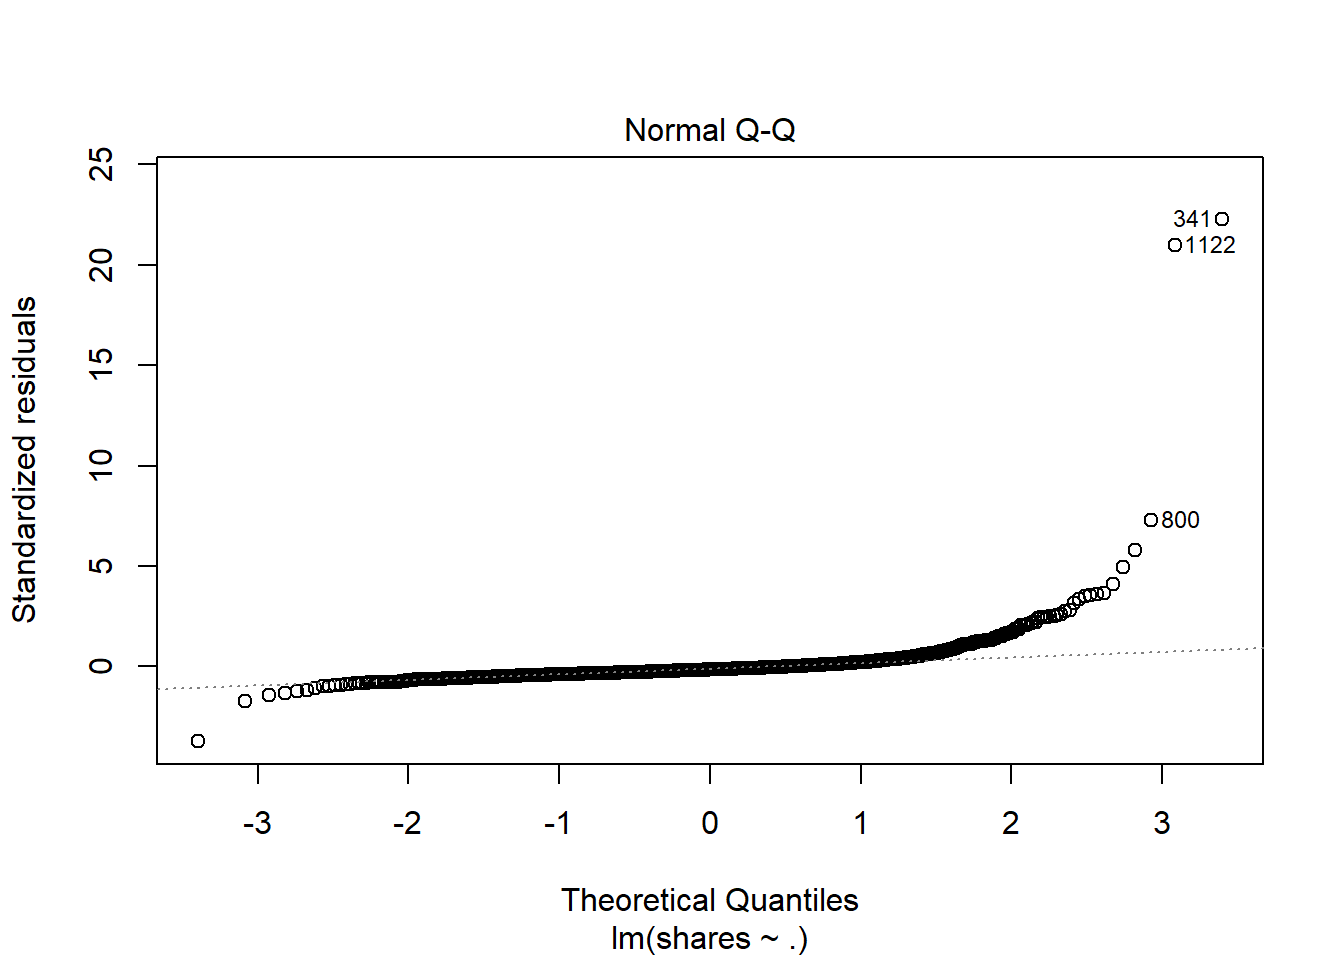 Normal Q-Q
Standardized residuals
25
20
15
10
5
0
341
1122
800
-3 -2 -1 0 1 2 3
Theoretical Quantiles
lm(shares ~ .)